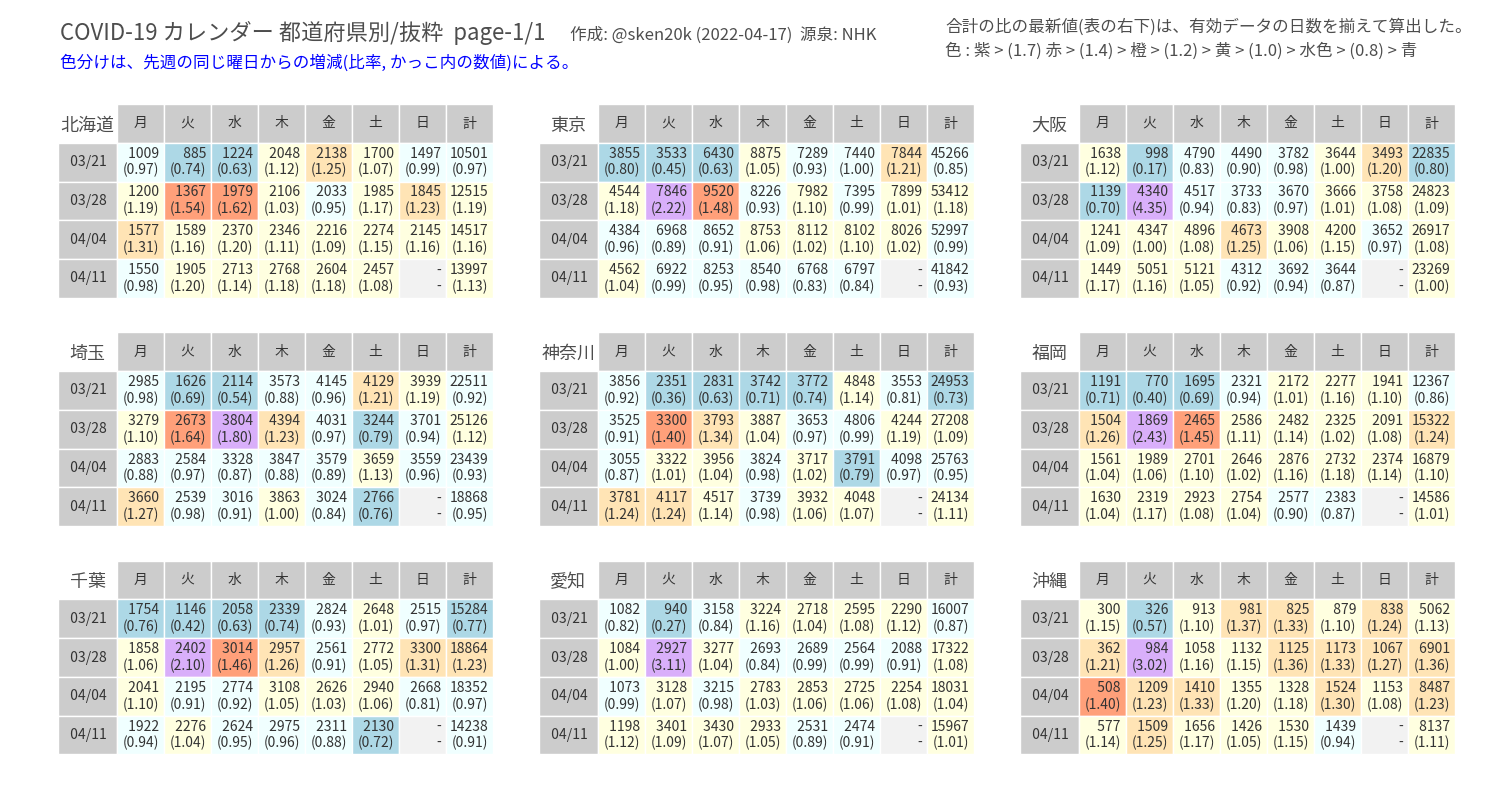 COVID-19 カレンダー 都道府県別/抜粋 page-1/1 作成: @sken20k (2022-04-17) 源泉: NHK
合計の比の最新値(表の右下)は、有効データの日数を揃えて算出した。
色分けは、先週の同じ曜日からの増減(比率, かっこ内の数値)による。
色 : 紫 > (1.7) 赤 > (1.4) > 橙 > (1.2) > 黄 > (1.0) > 水色 > (0.8) > 青
北海道 月 火 水 木 金 土 日 計
03/21 1009 885 1224 2048 2138 1700 1497 10501
(0.97) (0.74) (0.63) (1.12) (1.25) (1.07) (0.99) (0.97)
03/28 1200 1367 1979 2106 2033 1985 1845 12515
(1.19) (1.54) (1.62) (1.03) (0.95) (1.17) (1.23) (1.19)
04/04 1577 1589 2370 2346 2216 2274 2145 14517
(1.31) (1.16) (1.20) (1.11) (1.09) (1.15) (1.16) (1.16)
04/11 1550 1905 2713 2768 2604 2457 - 13997
(0.98) (1.20) (1.14) (1.18) (1.18) (1.08) - (1.13)
東京 月 火 水 木 金 土 日 計
03/21 3855 3533 6430 8875 7289 7440 7844 45266
(0.80) (0.45) (0.63) (1.05) (0.93) (1.00) (1.21) (0.85)
03/28 4544 7846 9520 8226 7982 7395 7899 53412
(1.18) (2.22) (1.48) (0.93) (1.10) (0.99) (1.01) (1.18)
04/04 4384 6968 8652 8753 8112 8102 8026 52997
(0.96) (0.89) (0.91) (1.06) (1.02) (1.10) (1.02) (0.99)
04/11 4562 6922 8253 8540 6768 6797 - 41842
(1.04) (0.99) (0.95) (0.98) (0.83) (0.84) - (0.93)
大阪 月 火 水 木 金 土 日 計
03/21 1638 998 4790 4490 3782 3644 3493 22835
(1.12) (0.17) (0.83) (0.90) (0.98) (1.00) (1.20) (0.80)
03/28 1139 4340 4517 3733 3670 3666 3758 24823
(0.70) (4.35) (0.94) (0.83) (0.97) (1.01) (1.08) (1.09)
04/04 1241 4347 4896 4673 3908 4200 3652 26917
(1.09) (1.00) (1.08) (1.25) (1.06) (1.15) (0.97) (1.08)
04/11 1449 5051 5121 4312 3692 3644 - 23269
(1.17) (1.16) (1.05) (0.92) (0.94) (0.87) - (1.00)
埼玉 月 火 水 木 金 土 日 計
03/21 2985 1626 2114 3573 4145 4129 3939 22511
(0.98) (0.69) (0.54) (0.88) (0.96) (1.21) (1.19) (0.92)
03/28 3279 2673 3804 4394 4031 3244 3701 25126
(1.10) (1.64) (1.80) (1.23) (0.97) (0.79) (0.94) (1.12)
04/04 2883 2584 3328 3847 3579 3659 3559 23439
(0.88) (0.97) (0.87) (0.88) (0.89) (1.13) (0.96) (0.93)
04/11 3660 2539 3016 3863 3024 2766 - 18868
(1.27) (0.98) (0.91) (1.00) (0.84) (0.76) - (0.95)
神奈川 月 火 水 木 金 土 日 計
03/21 3856 2351 2831 3742 3772 4848 3553 24953
(0.92) (0.36) (0.63) (0.71) (0.74) (1.14) (0.81) (0.73)
03/28 3525 3300 3793 3887 3653 4806 4244 27208
(0.91) (1.40) (1.34) (1.04) (0.97) (0.99) (1.19) (1.09)
04/04 3055 3322 3956 3824 3717 3791 4098 25763
(0.87) (1.01) (1.04) (0.98) (1.02) (0.79) (0.97) (0.95)
04/11 3781 4117 4517 3739 3932 4048 - 24134
(1.24) (1.24) (1.14) (0.98) (1.06) (1.07) - (1.11)
福岡 月 火 水 木 金 土 日 計
03/21 1191 770 1695 2321 2172 2277 1941 12367
(0.71) (0.40) (0.69) (0.94) (1.01) (1.16) (1.10) (0.86)
03/28 1504 1869 2465 2586 2482 2325 2091 15322
(1.26) (2.43) (1.45) (1.11) (1.14) (1.02) (1.08) (1.24)
04/04 1561 1989 2701 2646 2876 2732 2374 16879
(1.04) (1.06) (1.10) (1.02) (1.16) (1.18) (1.14) (1.10)
04/11 1630 2319 2923 2754 2577 2383 - 14586
(1.04) (1.17) (1.08) (1.04) (0.90) (0.87) - (1.01)
千葉 月 火 水 木 金 土 日 計
03/21 1754 1146 2058 2339 2824 2648 2515 15284
(0.76) (0.42) (0.63) (0.74) (0.93) (1.01) (0.97) (0.77)
03/28 1858 2402 3014 2957 2561 2772 3300 18864
(1.06) (2.10) (1.46) (1.26) (0.91) (1.05) (1.31) (1.23)
04/04 2041 2195 2774 3108 2626 2940 2668 18352
(1.10) (0.91) (0.92) (1.05) (1.03) (1.06) (0.81) (0.97)
04/11 1922 2276 2624 2975 2311 2130 - 14238
(0.94) (1.04) (0.95) (0.96) (0.88) (0.72) - (0.91)
愛知 月 火 水 木 金 土 日 計
03/21 1082 940 3158 3224 2718 2595 2290 16007
(0.82) (0.27) (0.84) (1.16) (1.04) (1.08) (1.12) (0.87)
03/28 1084 2927 3277 2693 2689 2564 2088 17322
(1.00) (3.11) (1.04) (0.84) (0.99) (0.99) (0.91) (1.08)
04/04 1073 3128 3215 2783 2853 2725 2254 18031
(0.99) (1.07) (0.98) (1.03) (1.06) (1.06) (1.08) (1.04)
04/11 1198 3401 3430 2933 2531 2474 - 15967
(1.12) (1.09) (1.07) (1.05) (0.89) (0.91) - (1.01)
沖縄 月 火 水 木 金 土 日 計
03/21 300 326 913 981 825 879 838 5062
(1.15) (0.57) (1.10) (1.37) (1.33) (1.10) (1.24) (1.13)
03/28 362 984 1058 1132 1125 1173 1067 6901
(1.21) (3.02) (1.16) (1.15) (1.36) (1.33) (1.27) (1.36)
04/04 508 1209 1410 1355 1328 1524 1153 8487
(1.40) (1.23) (1.33) (1.20) (1.18) (1.30) (1.08) (1.23)
04/11 577 1509 1656 1426 1530 1439 - 8137
(1.14) (1.25) (1.17) (1.05) (1.15) (0.94) - (1.11)